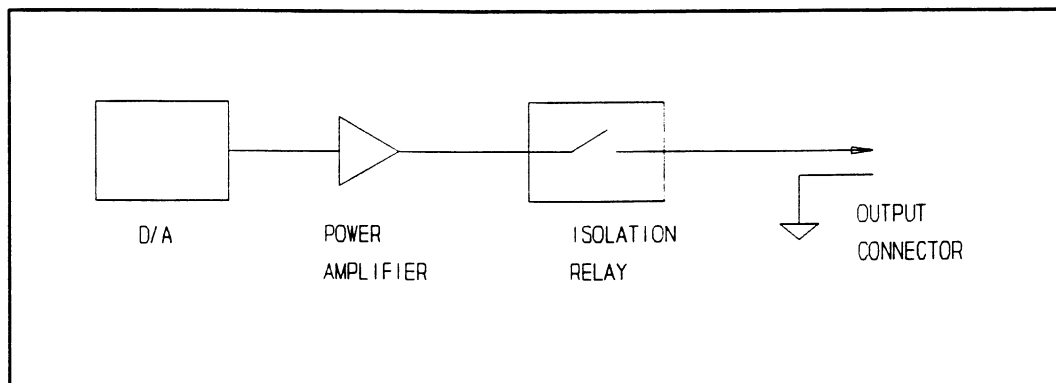 D/A
POWER
AMPLIFIER
ISOLATION
RELAY
OUTPUT
CONNECTOR